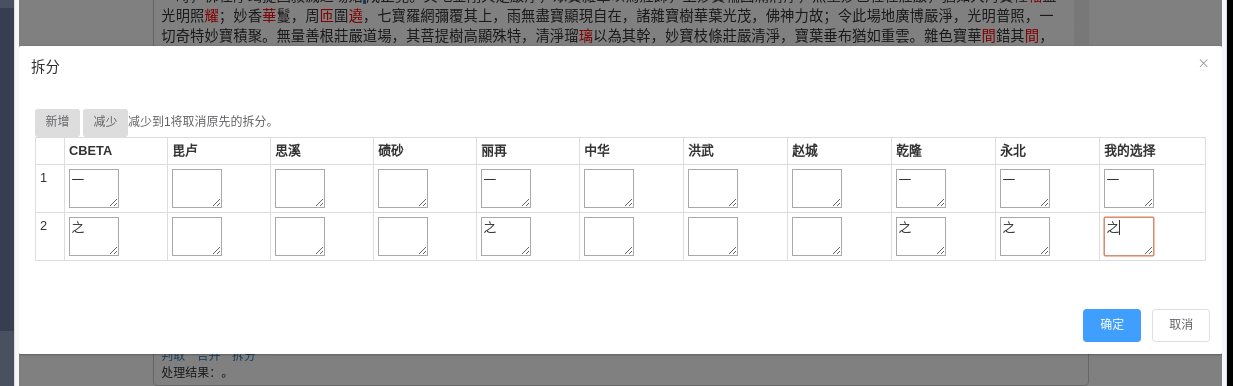 光明照耀；妙香華鬘，周匝圍遶，七寶羅網彌覆其上，雨無盡寶顯現自在，諸雜寶樹華葉光茂，佛神力故；令此場地廣博嚴淨，光明普照，一
切奇特妙寶積聚。無量善根莊嚴道場，其菩提樹高顯殊特，清淨瑠璃以為其幹，妙寶枝條莊嚴清淨，寶葉垂布猶如重雲。雜色寶華間錯其間，
拆分 ×
新增 减少 减少到1将取消原先的拆分。
CBETA 毘卢 思溪 碛砂 丽再 中华 洪武 赵城 乾隆 永北 我的选择
1 一 一 一 一 一
2 之 之 之 之 之
确定 取消
判取 合并 拆分
处理结果：。